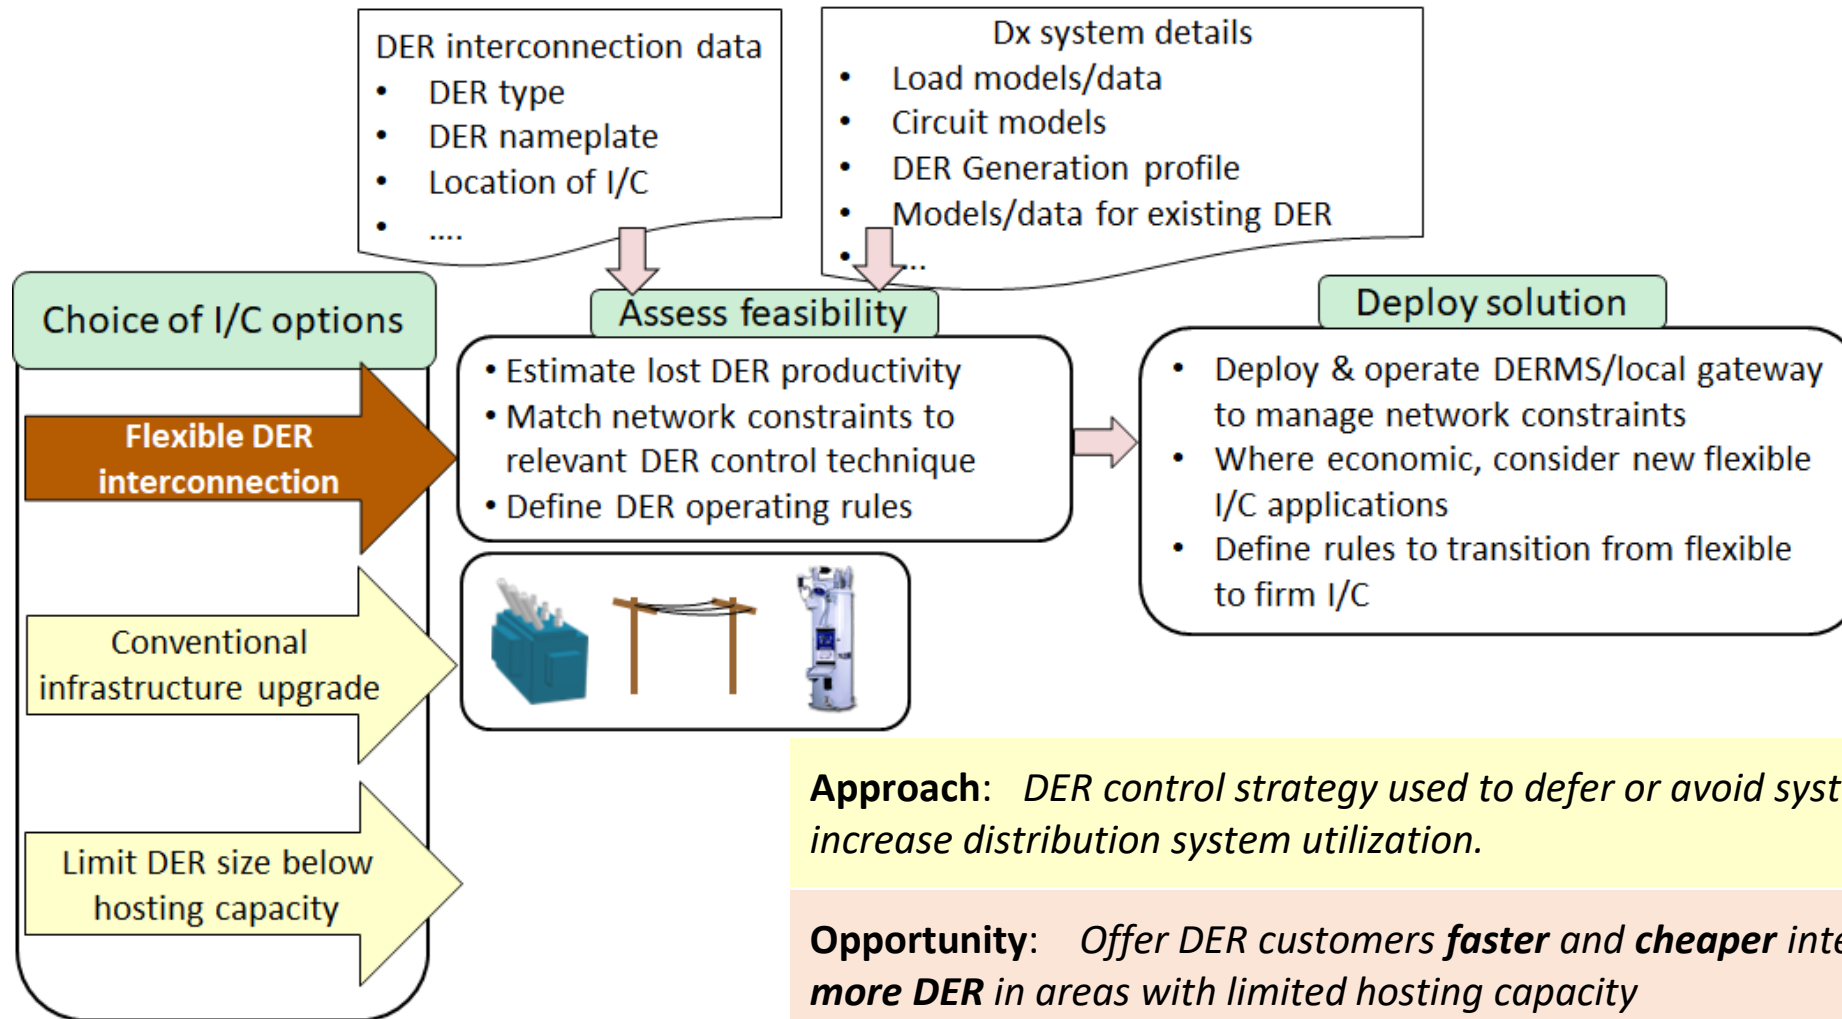 DER interconnection data
• DER type
• DER nameplate
• Location of I/C
• ....
Dx system details
• Load models/data
• Circuit models
• DER Generation profile
• Models/data for existing DER
• ...
Choice of I/C options
Flexible DER
interconnection
Conventional
infrastructure upgrade
Limit DER size below
hosting capacity
Assess feasibility
• Estimate lost DER productivity
• Match network constraints to
relevant DER control technique
• Define DER operating rules
Deploy solution
• Deploy & operate DERMS/local gateway
to manage network constraints
• Where economic, consider new flexible
I/C applications
• Define rules to transition from flexible
to firm I/C
Approach: DER control strategy used to defer or avoid syst
increase distribution system utilization.
Opportunity: Offer DER customers faster and cheaper inte
more DER in areas with limited hosting capacity